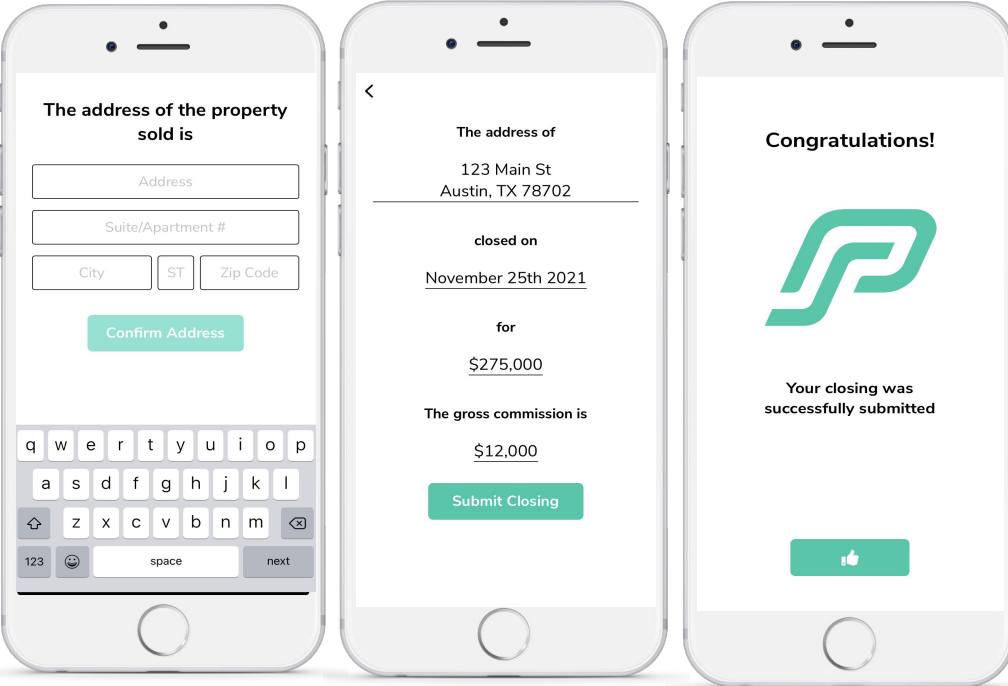 The address of the property
sold is
Address
Suite/Apartment #
City ST Zip Code
Confirm Address
q w e r t y u i o p
a s d f g h j k l
z x c v b n m
123 space next
The address of
123 Main St
Austin, TX 78702
closed on
November 25th 2021
for
$275,000
The gross commission is
$12,000
Submit Closing
Congratulations!
Your closing was
successfully submitted